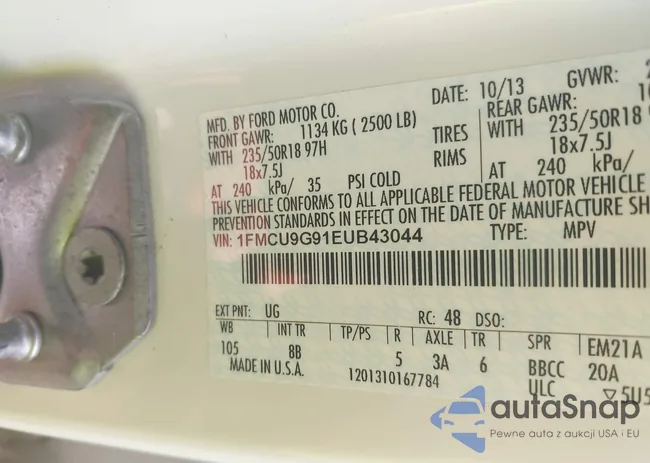 MFD. BY FORD MOTOR CO.
DATE: 10/13 GVWR:
FRONT GAWR: 1134 KG ( 2500 LB) REAR GAWR:
WITH 235/50R18 97H TIRES WITH 235/50R18
18x7.5J RIMS 18x7.5J
AT 240 kPa/ 35 PSI COLD AT 240 kPa/
THIS VEHICLE CONFORMS TO ALL APPLICABLE FEDERAL MOTOR VEHICLE
PREVENTION STANDARDS IN EFFECT ON THE DATE OF MANUFACTURE
VIN: 1FMCU9G91EUB43044 TYPE: MPV
EXT PNT: UG RC: 48 DSO:
WB INT TR TP/PS R AXLE TR SPR EM21A
105 8B 5 3A 6 BBCC 20A
MADE IN U.S.A. 1201310167784 ULC ▽5U5
autaSnap
Pewne auta z aukcji USA i EU